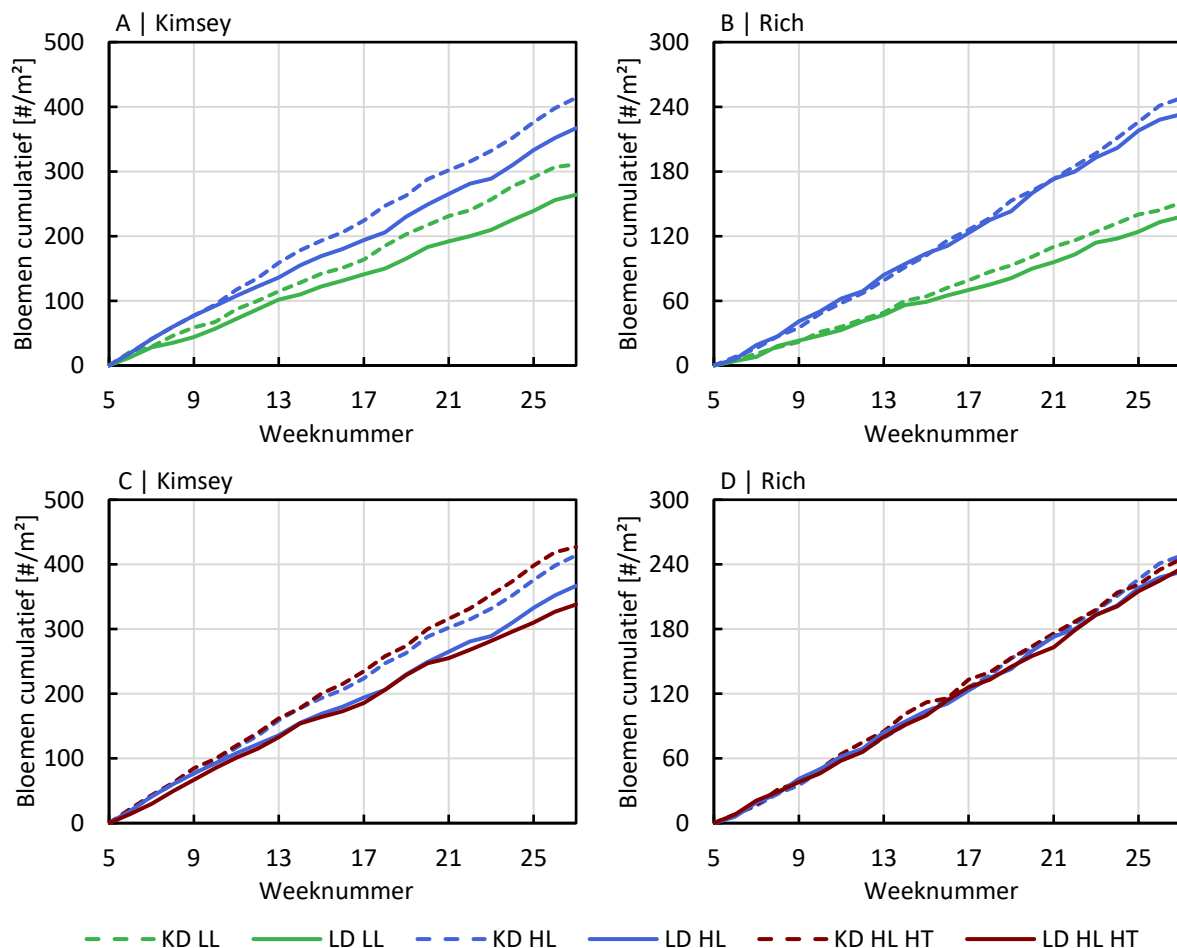 A | Kimsey
Bloemen cumulatief [#/m²]
500
400
300
200
100
0
5 9 13 17 21 25
Weeknummer
B | Rich
Bloemen cumulatief [#/m²]
300
240
180
120
60
0
5 9 13 17 21 25
Weeknummer
C | Kimsey
Bloemen cumulatief [#/m²]
500
400
300
200
100
0
5 9 13 17 21 25
Weeknummer
D | Rich
Bloemen cumulatief [#/m²]
300
240
180
120
60
0
5 9 13 17 21 25
Weeknummer
KD LL LD LL KD HL LD HL KD HL HT LD HL HT